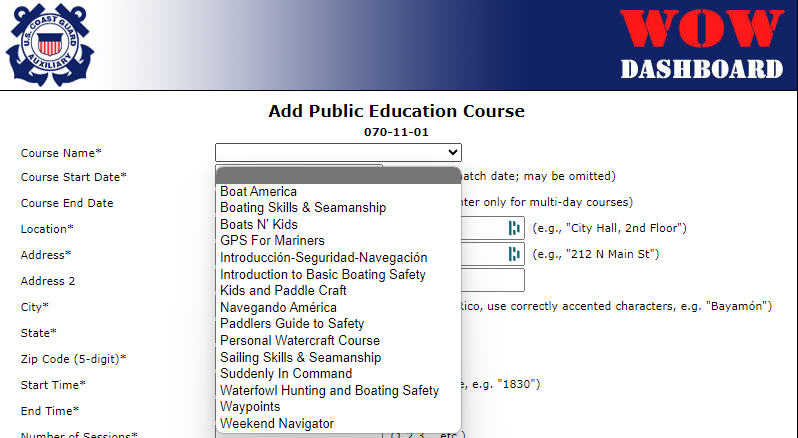 U.S. COAST GUARD
AUXILIARY
WOW
DASHBOARD
Add Public Education Course
070-11-01
Course Name*
Course Start Date*
atch date; may be omitted)
Course End Date
nter only for multi-day courses)
Location*
(e.g., "City Hall, 2nd Floor")
Address*
(e.g., "212 N Main St")
Address 2
City*
Rico, use correctly accented characters, e.g. "Bayamón")
State*
Zip Code (5-digit)*
Start Time*
e, e.g. "1830")
End Time*
Number of Sessions*
(1,2,3... etc.)
Boat America
Boating Skills & Seamanship
Boats N' Kids
GPS For Mariners
Introducción-Seguridad-Navegación
Introduction to Basic Boating Safety
Kids and Paddle Craft
Navegando América
Paddlers Guide to Safety
Personal Watercraft Course
Sailing Skills & Seamanship
Suddenly In Command
Waterfowl Hunting and Boating Safety
Waypoints
Weekend Navigator